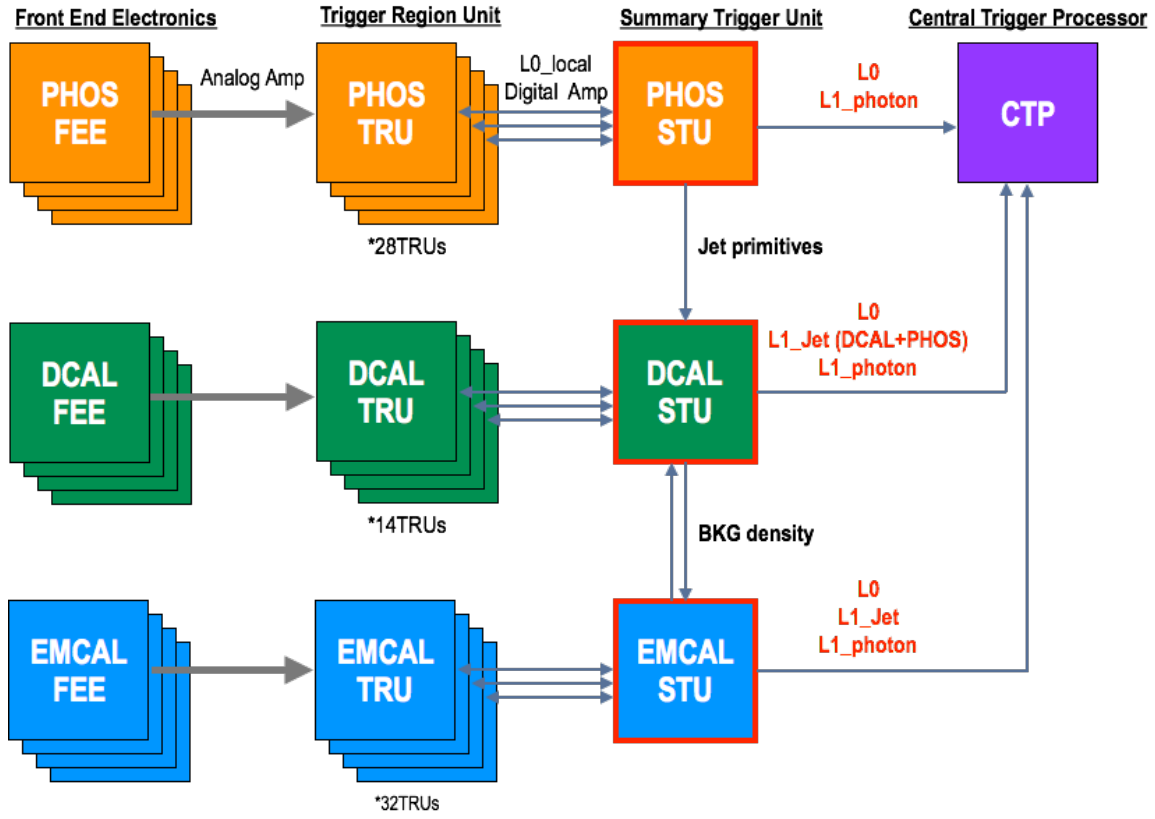 Front End Electronics
Trigger Region Unit
Summary Trigger Unit
Central Trigger Processor
PHOS
FEE
Analog Amp
PHOS
TRU
L0_local
Digital Amp
PHOS
STU
L0
L1_photon
CTP
*28TRUs
Jet primitives
DCAL
FEE
DCAL
TRU
DCAL
STU
L0
L1_Jet (DCAL+PHOS)
L1_photon
*14TRUs
BKG density
EMCAL
FEE
EMCAL
TRU
EMCAL
STU
L0
L1_Jet
L1_photon
*32TRUs